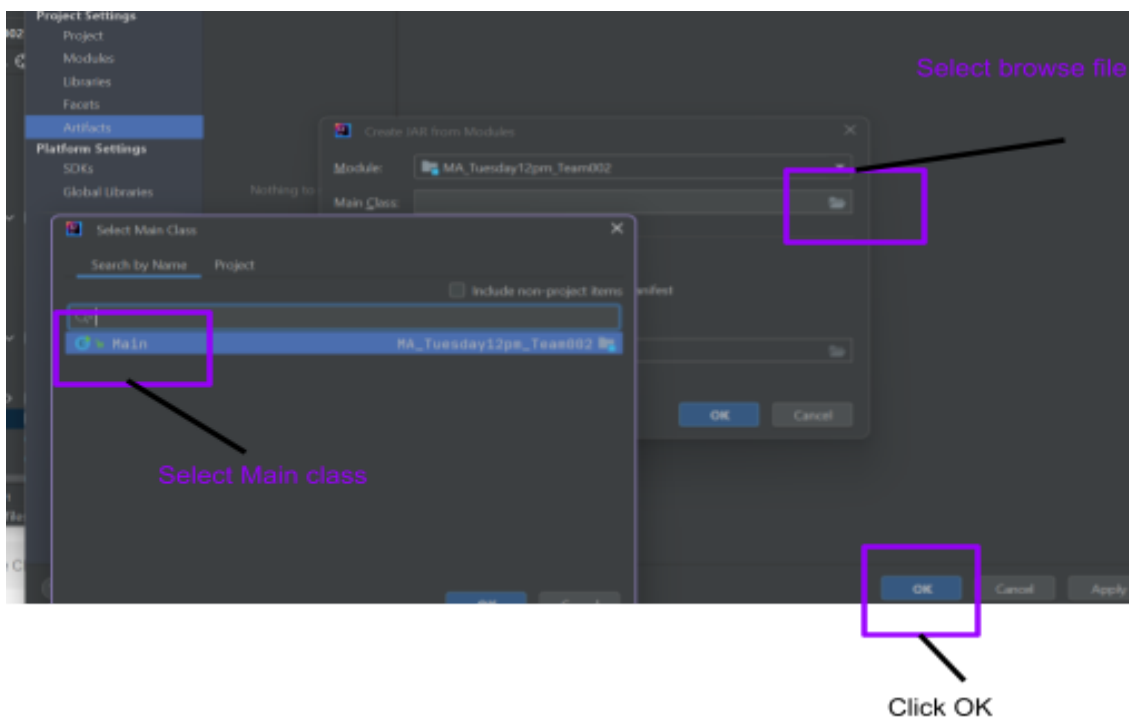 Project Settings
Project
Modules
Libraries
Facets
Artifacts
Platform Settings
SDKs
Global Libraries
Nothing to
Select browse file
Create JAR from Modules
Module: MA_Tuesday12pm_Team002
Main Class:
Select Main Class
Search by Name Project
Include non-project items
Main MA_Tuesday12pm_Team002
OK Cancel
Select Main class
OK Cancel Apply
Click OK